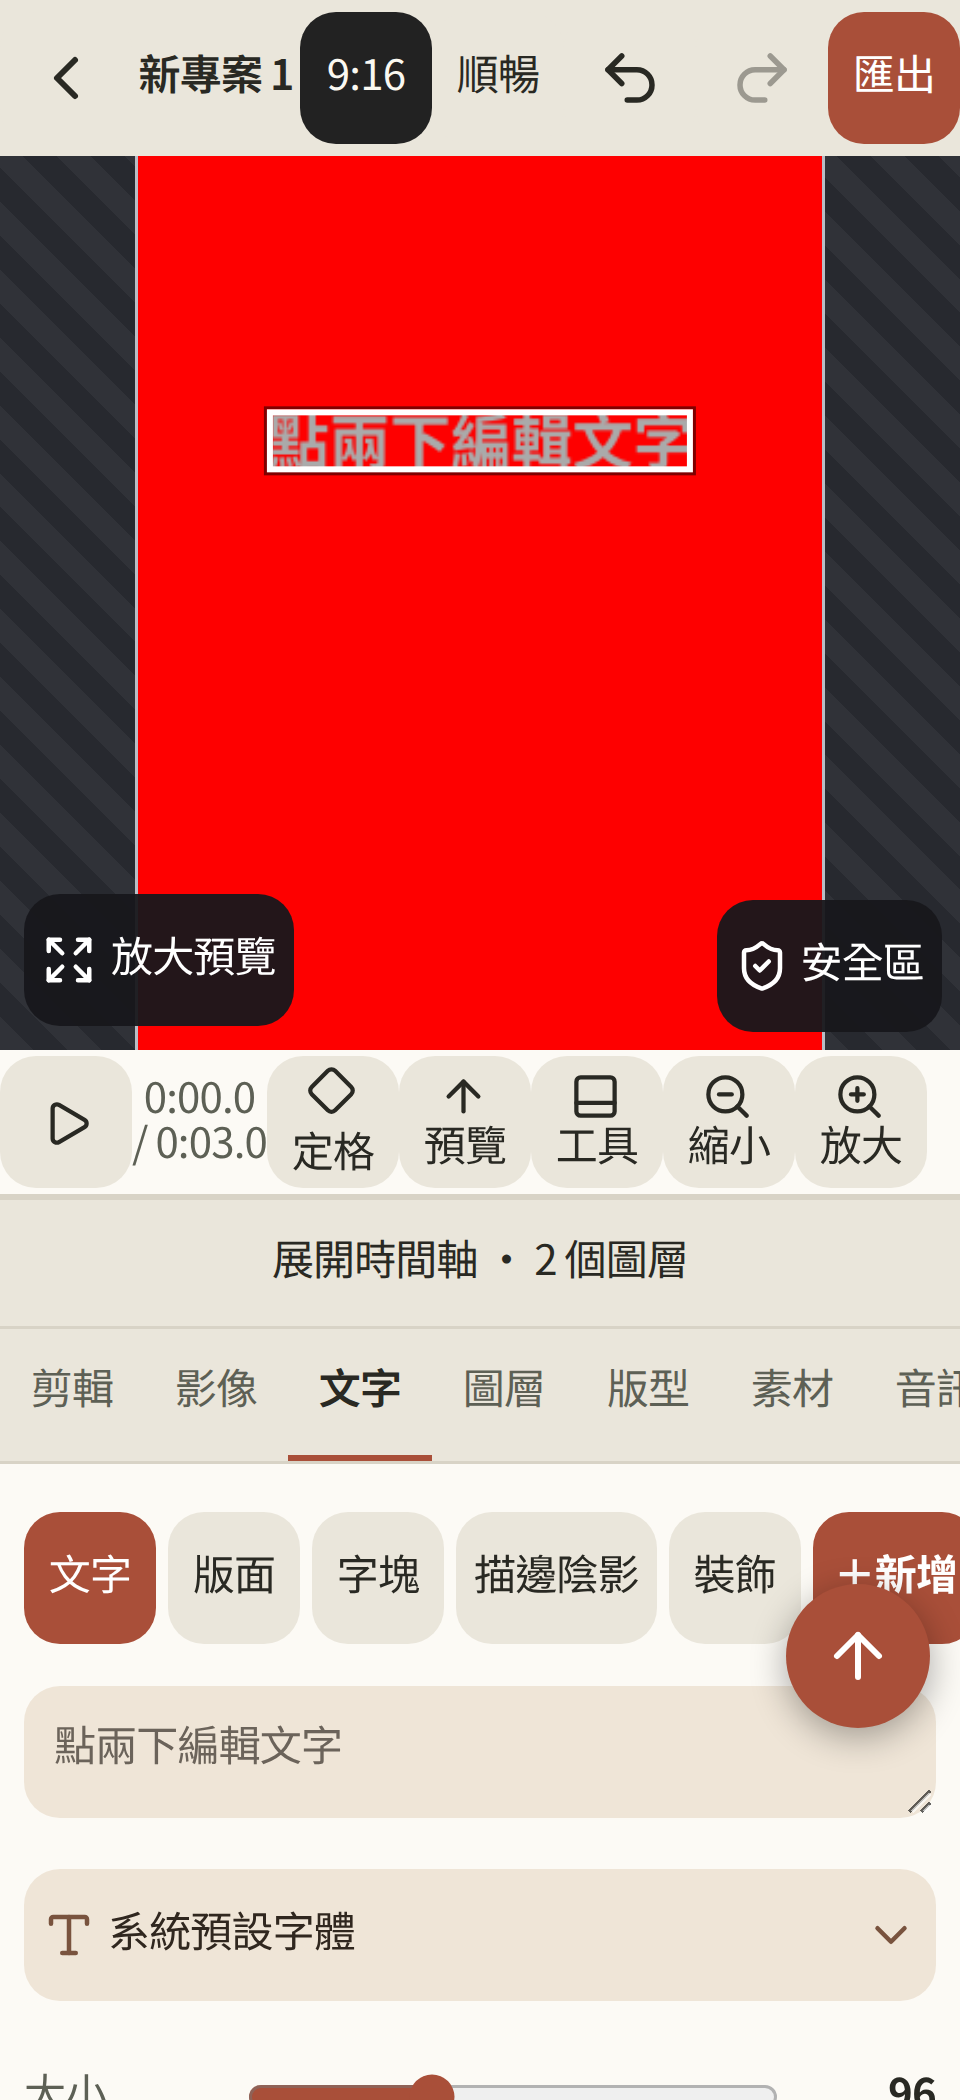 新專案 1
9:16
順暢
匯出
點兩下編輯文字
放大預覽
安全區
0:00.0
/ 0:03.0
定格
預覽
工具
縮小
放大
展開時間軸 · 2 個圖層
剪輯
影像
文字
圖層
版型
素材
音訊
文字
版面
字塊
描邊陰影
裝飾
＋新增
點兩下編輯文字
系統預設字體
大小
96